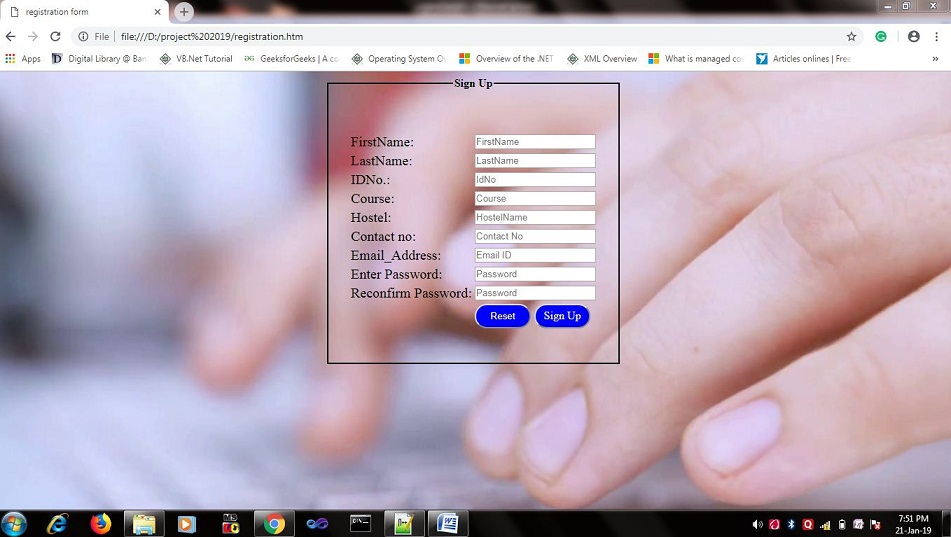 registration form
File | file:///D:/project%202019/registration.htm
Apps Digital Library @ Ban VB.Net Tutorial GeeksforGeeks | A co Operating System Ov Overview of the .NET XML Overview What is managed co Articles onlines | Free »
Sign Up
FirstName: FirstName
LastName: LastName
IDNo.: IdNo
Course: Course
Hostel: HostelName
Contact no: Contact No
Email_Address: Email ID
Enter Password: Password
Reconfirm Password: Password
Reset Sign Up
7:51 PM
21-Jan-19